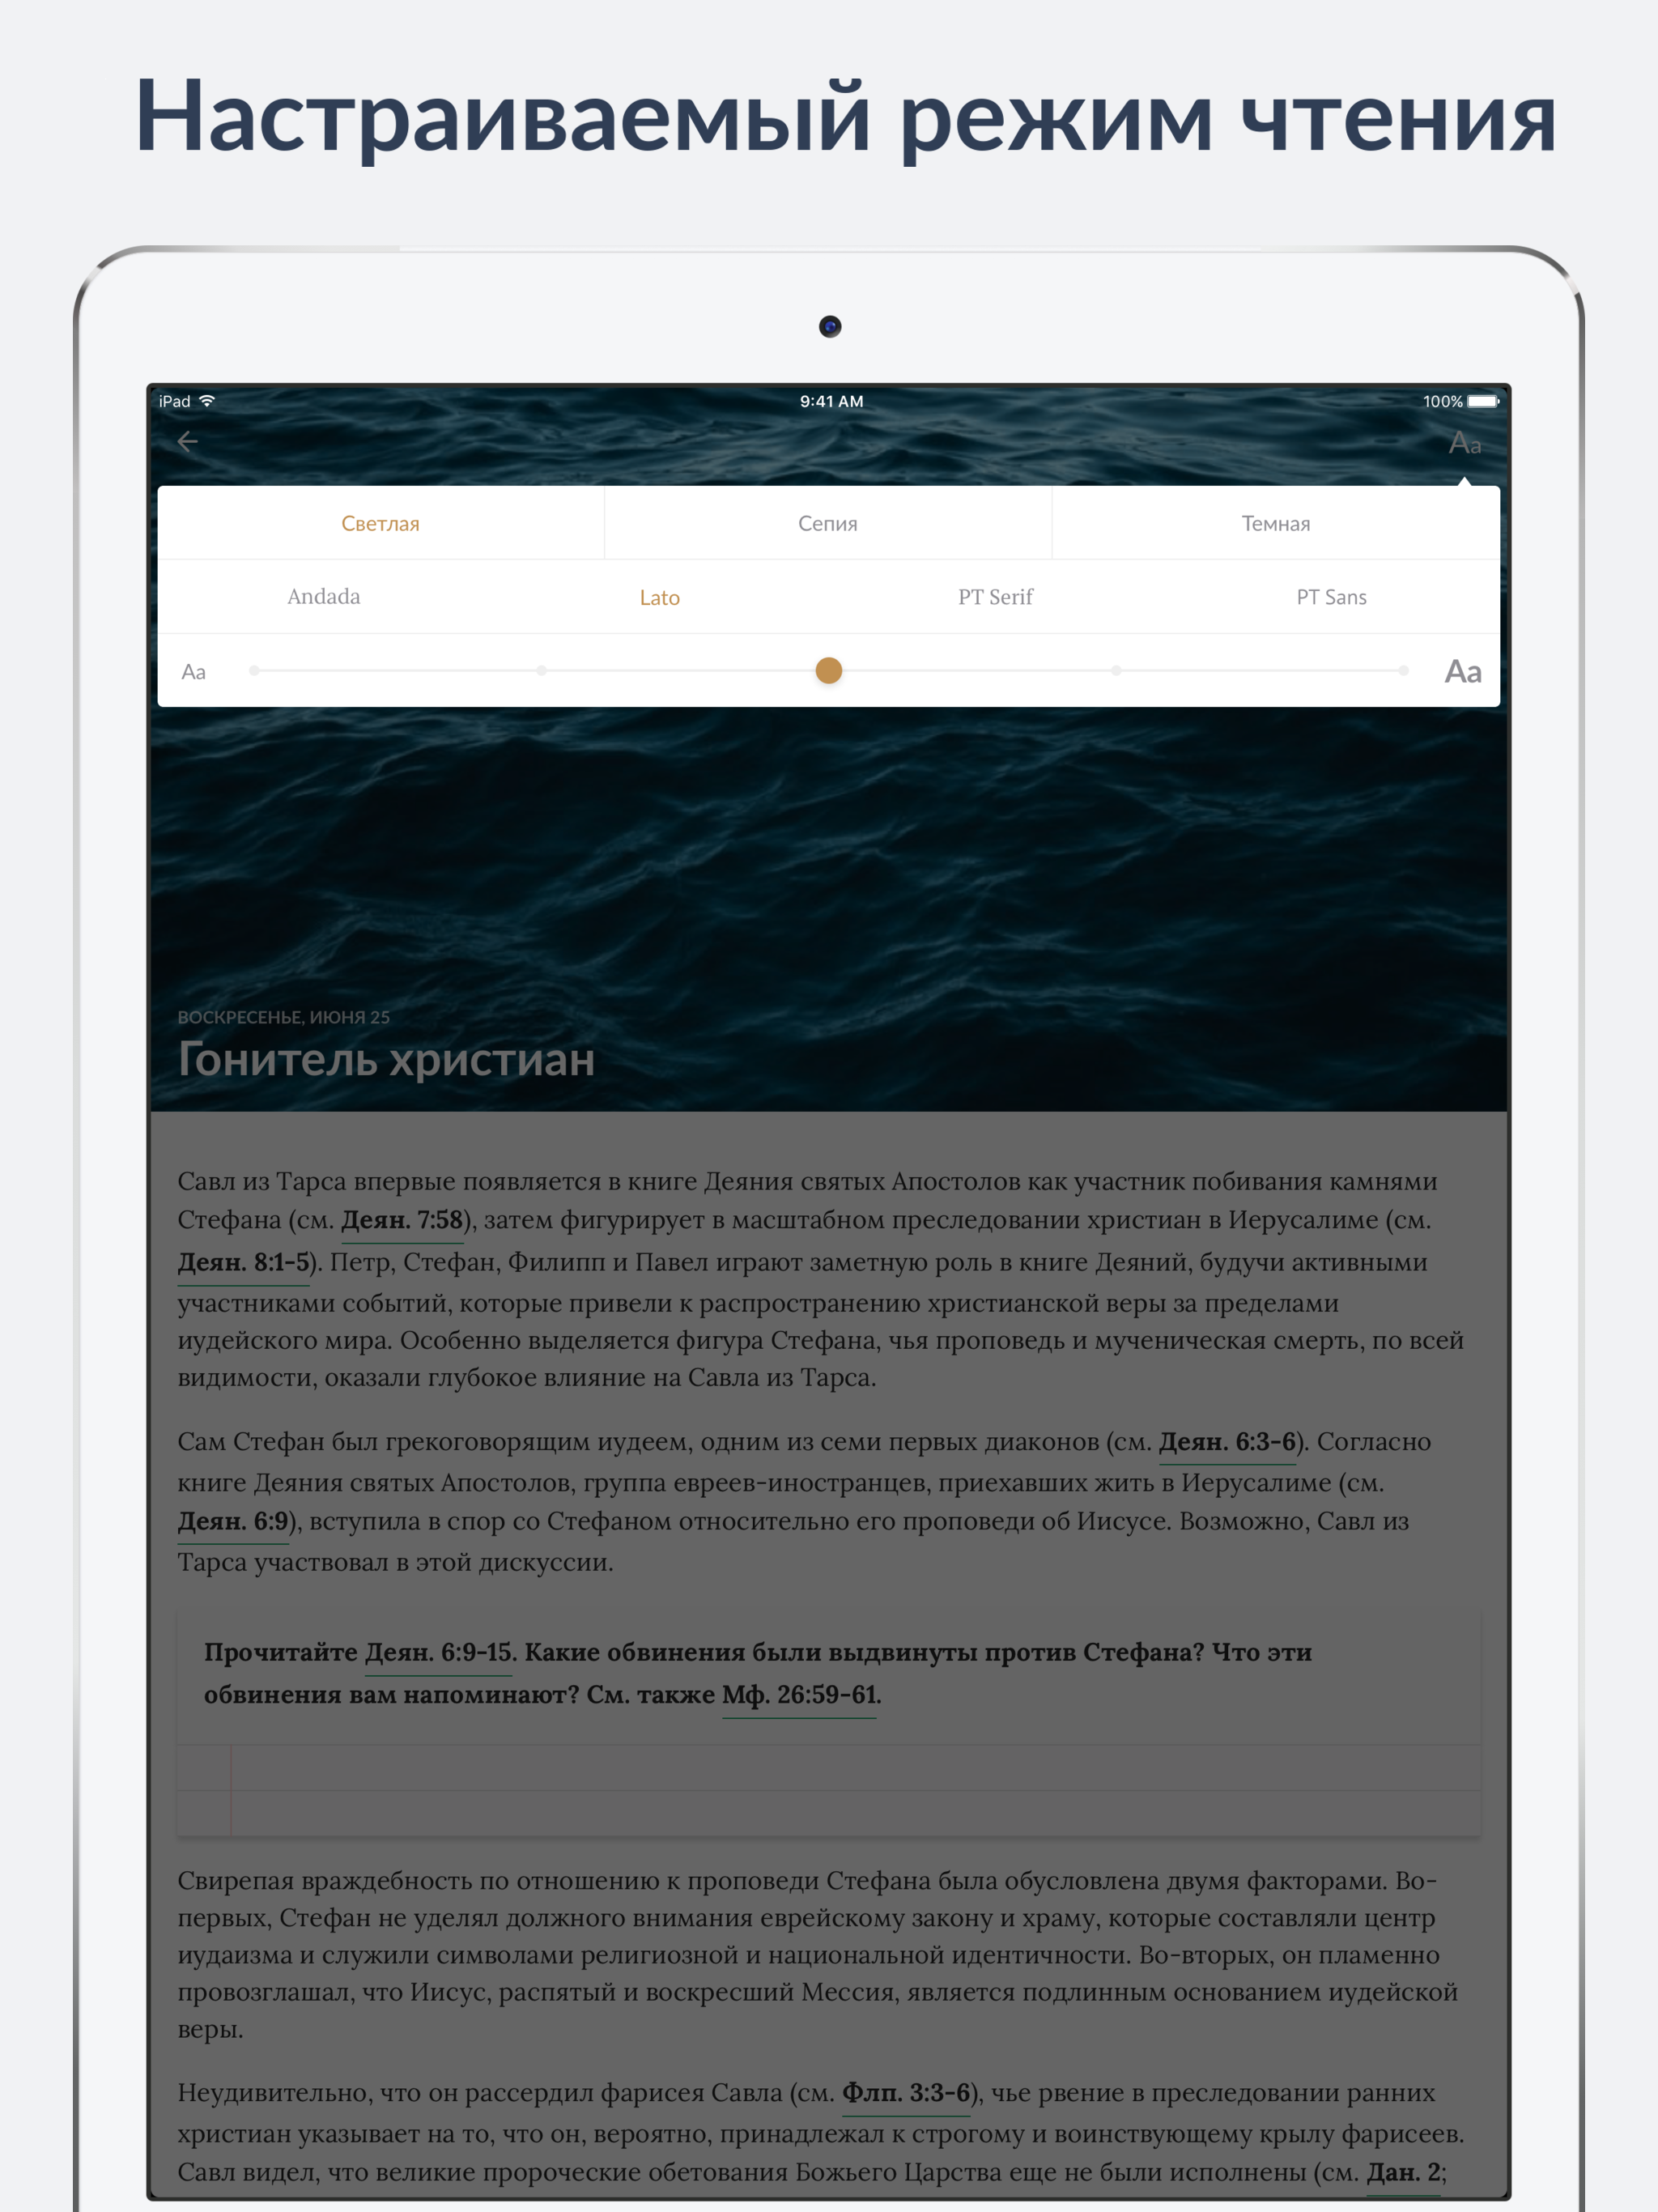 Настраиваемый режим чтения
iPad 9:41 AM 100%
Aa
Светлая Сепия Темная
Andada Lato PT Serif PT Sans
Aa Aa
ВОСКРЕСЕНЬЕ, ИЮНЯ 25
Гонитель христиан
Савл из Тарса впервые появляется в книге Деяния святых Апостолов как участник побивания камнями
Стефана (см. Деян. 7:58), затем фигурирует в масштабном преследовании христиан в Иерусалиме (см.
Деян. 8:1-5). Петр, Стефан, Филипп и Павел играют заметную роль в книге Деяний, будучи активными
участниками событий, которые привели к распространению христианской веры за пределами
иудейского мира. Особенно выделяется фигура Стефана, чья проповедь и мученическая смерть, по всей
видимости, оказали глубокое влияние на Савла из Тарса.
Сам Стефан был грекоговорящим иудеем, одним из семи первых диаконов (см. Деян. 6:3-6). Согласно
книге Деяния святых Апостолов, группа евреев-иностранцев, приехавших жить в Иерусалиме (см.
Деян. 6:9), вступила в спор со Стефаном относительно его проповеди об Иисусе. Возможно, Савл из
Тарса участвовал в этой дискуссии.
Прочитайте Деян. 6:9-15. Какие обвинения были выдвинуты против Стефана? Что эти
обвинения вам напоминают? См. также Мф. 26:59-61.
Свирепая враждебность по отношению к проповеди Стефана была обусловлена двумя факторами. Во-
первых, Стефан не уделял должного внимания еврейскому закону и храму, которые составляли центр
иудаизма и служили символами религиозной и национальной идентичности. Во-вторых, он пламенно
провозглашал, что Иисус, распятый и воскресший Мессия, является подлинным основанием иудейской
веры.
Неудивительно, что он рассердил фарисея Савла (см. Флп. 3:3-6), чье рвение в преследовании ранних
христиан указывает на то, что он, вероятно, принадлежал к строгому и воинствующему крылу фарисеев.
Савл видел, что великие пророческие обетования Божьего Царства еще не были исполнены (см. Дан. 2;